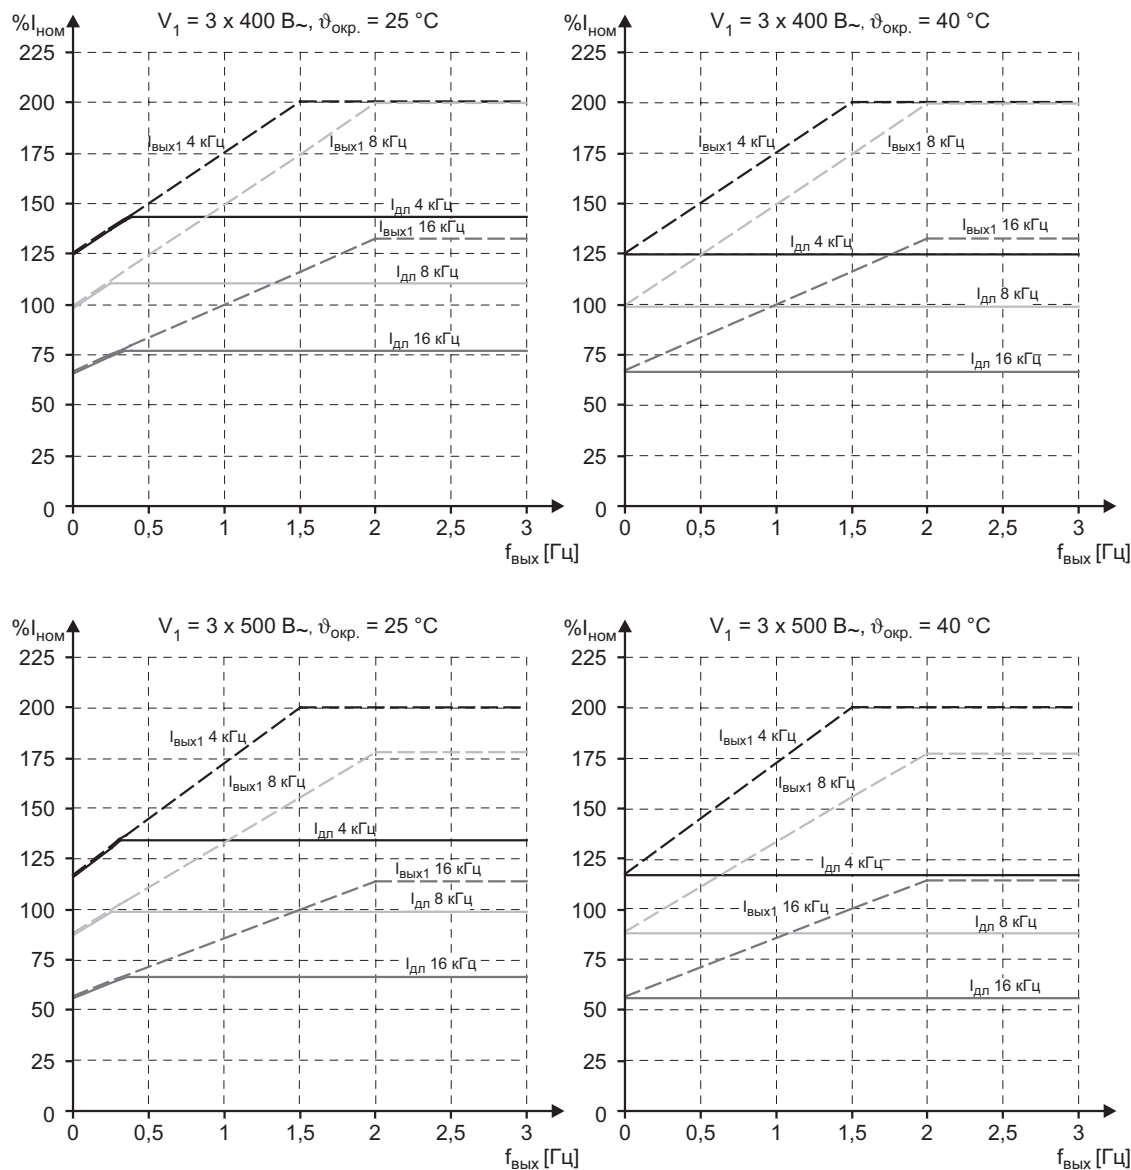 %Iном V1 = 3 x 400 В~, ϑокр. = 25 °C
225
200
Iвых1 4 кГц
Iвых1 8 кГц
175
150
Iдл 4 кГц
Iвых1 16 кГц
125
Iдл 8 кГц
100
Iдл 16 кГц
75
50
25
0
0 0,5 1 1,5 2 2,5 3
fвых [Гц]
%Iном V1 = 3 x 400 В~, ϑокр. = 40 °C
225
200
Iвых1 4 кГц
Iвых1 8 кГц
175
150
Iвых1 16 кГц
Iдл 4 кГц
125
Iдл 8 кГц
100
75
Iдл 16 кГц
50
25
0
0 0,5 1 1,5 2 2,5 3
fвых [Гц]
%Iном V1 = 3 x 500 В~, ϑокр. = 25 °C
225
200
Iвых1 4 кГц
175
Iвых1 8 кГц
150
Iдл 4 кГц
125
Iвых1 16 кГц
Iдл 8 кГц
100
75
Iдл 16 кГц
50
25
0
0 0,5 1 1,5 2 2,5 3
fвых [Гц]
%Iном V1 = 3 x 500 В~, ϑокр. = 40 °C
225
200
Iвых1 4 кГц
175
Iвых1 8 кГц
150
125
Iдл 4 кГц
Iвых1 16 кГц
100
Iдл 8 кГц
75
Iдл 16 кГц
50
25
0
0 0,5 1 1,5 2 2,5 3
fвых [Гц]